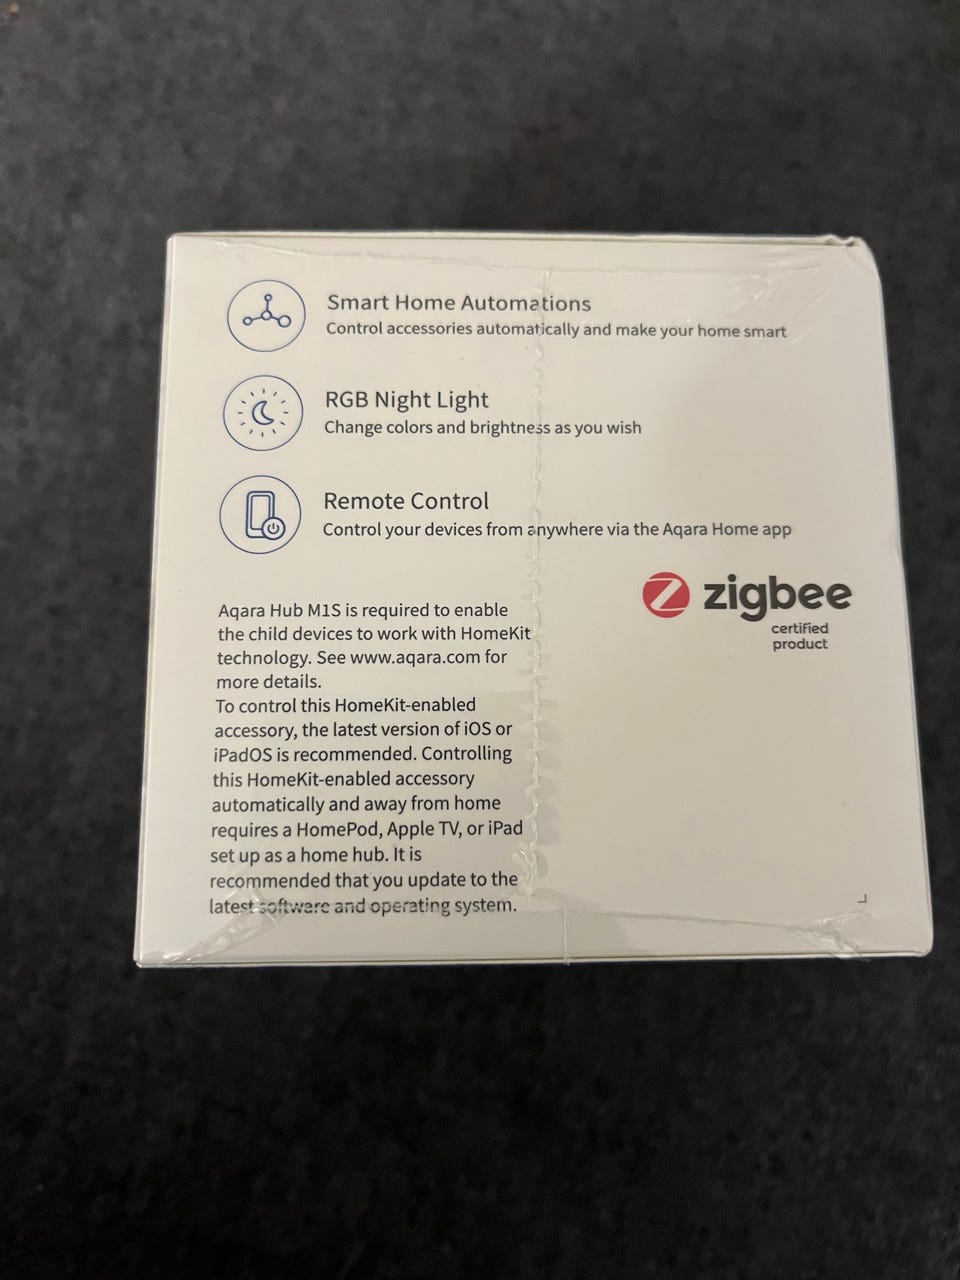 Smart Home Automations
Control accessories automatically and make your home smart
RGB Night Light
Change colors and brightness as you wish
Remote Control
Control your devices from anywhere via the Aqara Home app
zigbee
certified
product
Aqara Hub M1S is required to enable
the child devices to work with HomeKit
technology. See www.aqara.com for
more details.
To control this HomeKit-enabled
accessory, the latest version of iOS or
iPadOS is recommended. Controlling
this HomeKit-enabled accessory
automatically and away from home
requires a HomePod, Apple TV, or iPad
set up as a home hub. It is
recommended that you update to the
latest software and operating system.